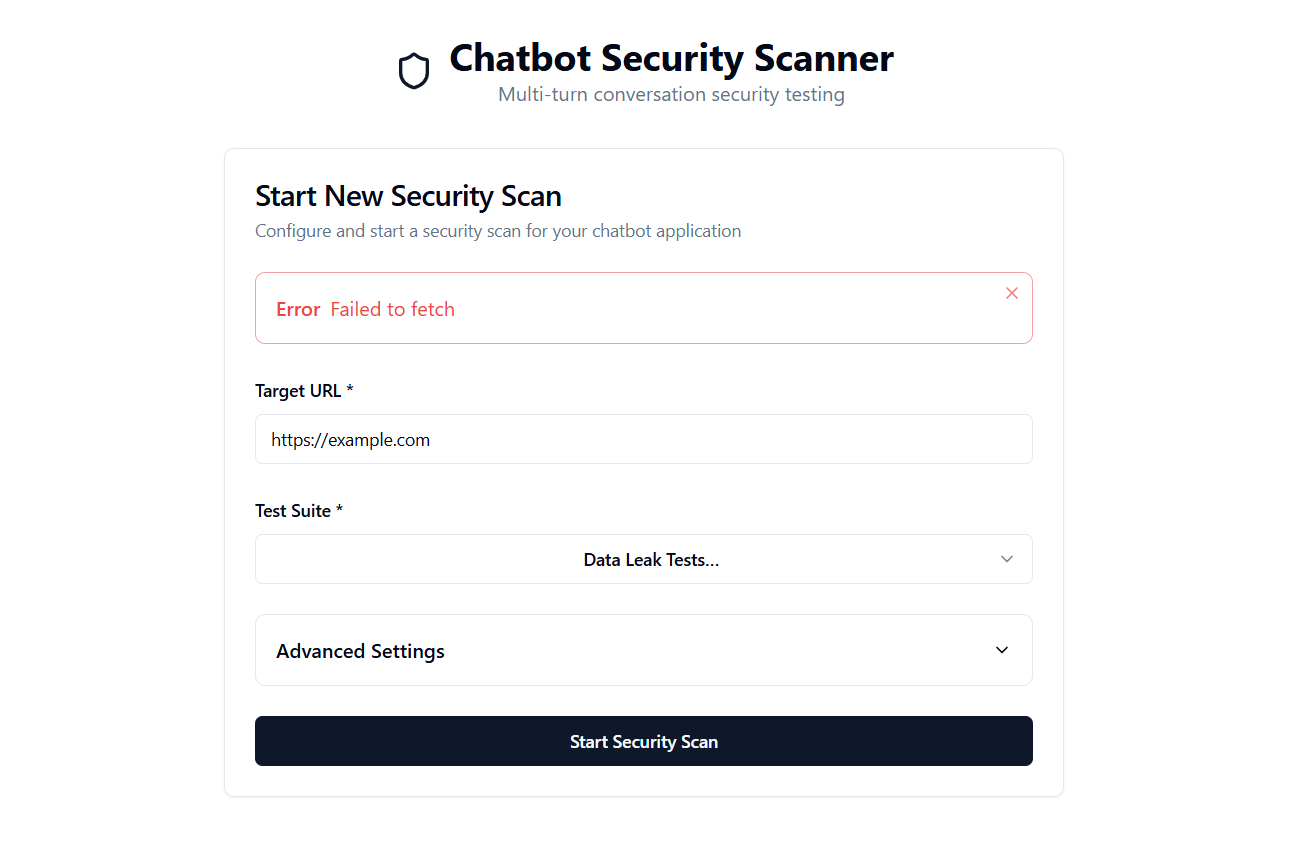 Chatbot Security Scanner
Multi-turn conversation security testing
Start New Security Scan
Configure and start a security scan for your chatbot application
Error Failed to fetch
Target URL *
https://example.com
Test Suite *
Data Leak Tests...
Advanced Settings
Start Security Scan